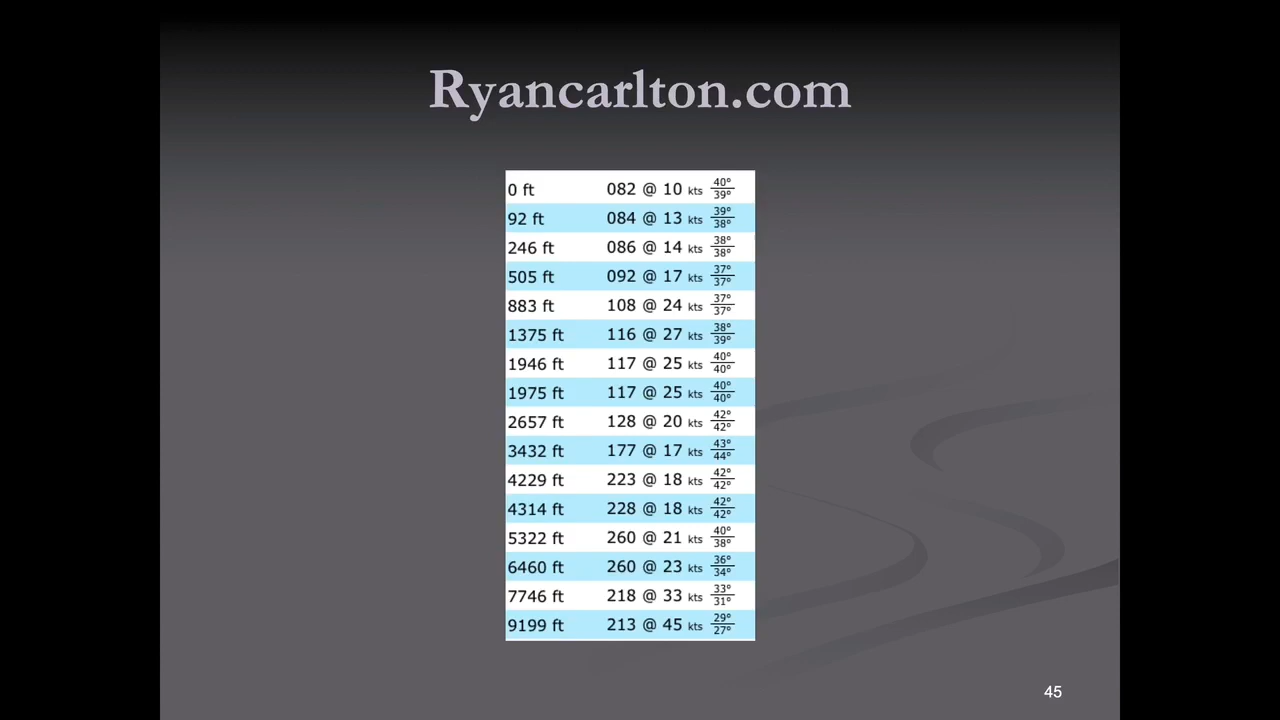 Ryancarlton.com
0 ft 082 @ 10 kts 40°/39°
92 ft 084 @ 13 kts 39°/38°
246 ft 086 @ 14 kts 38°/38°
505 ft 092 @ 17 kts 37°/37°
883 ft 108 @ 24 kts 37°/37°
1375 ft 116 @ 27 kts 38°/39°
1946 ft 117 @ 25 kts 40°/40°
1975 ft 117 @ 25 kts 40°/40°
2657 ft 128 @ 20 kts 42°/42°
3432 ft 177 @ 17 kts 43°/44°
4229 ft 223 @ 18 kts 42°/42°
4314 ft 228 @ 18 kts 42°/42°
5322 ft 260 @ 21 kts 40°/38°
6460 ft 260 @ 23 kts 36°/34°
7746 ft 218 @ 33 kts 33°/31°
9199 ft 213 @ 45 kts 29°/27°
45